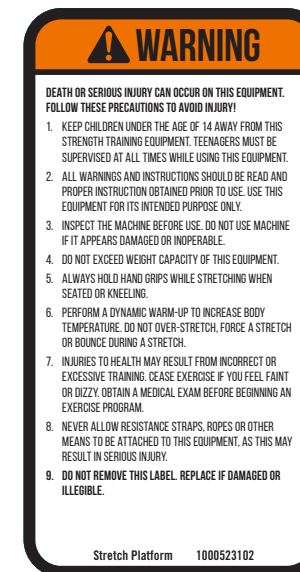 WARNING
DEATH OR SERIOUS INJURY CAN OCCUR ON THIS EQUIPMENT.
FOLLOW THESE PRECAUTIONS TO AVOID INJURY!
1. KEEP CHILDREN UNDER THE AGE OF 14 AWAY FROM THIS
STRENGTH TRAINING EQUIPMENT. TEENAGERS MUST BE
SUPERVISED AT ALL TIMES WHILE USING THIS EQUIPMENT.
2. ALL WARNINGS AND INSTRUCTIONS SHOULD BE READ AND
PROPER INSTRUCTION OBTAINED PRIOR TO USE. USE THIS
EQUIPMENT FOR ITS INTENDED PURPOSE ONLY.
3. INSPECT THE MACHINE BEFORE USE. DO NOT USE MACHINE
IF IT APPEARS DAMAGED OR INOPERABLE.
4. DO NOT EXCEED WEIGHT CAPACITY OF THIS EQUIPMENT.
5. ALWAYS HOLD HAND GRIPS WHILE STRETCHING WHEN
SEATED OR KNEELING.
6. PERFORM A DYNAMIC WARM-UP TO INCREASE BODY
TEMPERATURE. DO NOT OVER-STRETCH, FORCE A STRETCH
OR BOUNCE DURING A STRETCH.
7. INJURIES TO HEALTH MAY RESULT FROM INCORRECT OR
EXCESSIVE TRAINING. CEASE EXERCISE IF YOU FEEL FAINT
OR DIZZY. OBTAIN A MEDICAL EXAM BEFORE BEGINNING AN
EXERCISE PROGRAM.
8. NEVER ALLOW RESISTANCE STRAPS, ROPES OR OTHER
MEANS TO BE ATTACHED TO THIS EQUIPMENT, AS THIS MAY
RESULT IN SERIOUS INJURY.
9. DO NOT REMOVE THIS LABEL. REPLACE IF DAMAGED OR
ILLEGIBLE.
Stretch Platform 1000523102